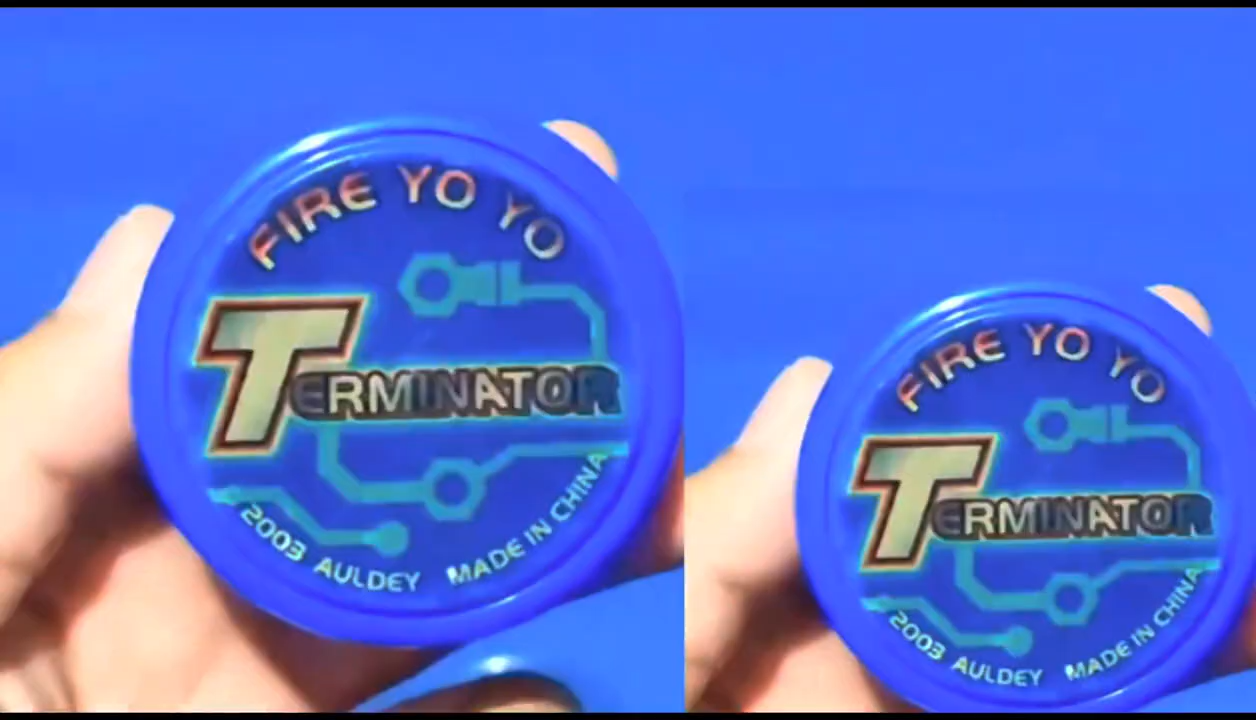 FIRE YO YO
TERMINATOR
2003 AULDEY MADE IN CHINA
FIRE YO YO
TERMINATOR
2003 AULDEY MADE IN CHINA